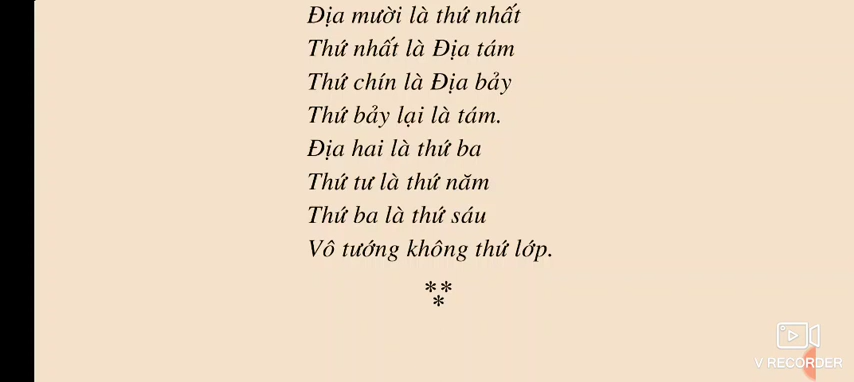 Địa mười là thứ nhất
Thứ nhất là Địa tám
Thứ chín là Địa bảy
Thứ bảy lại là tám.
Địa hai là thứ ba
Thứ tư là thứ năm
Thứ ba là thứ sáu
Vô tướng không thứ lớp.
**
*
V RECORDER